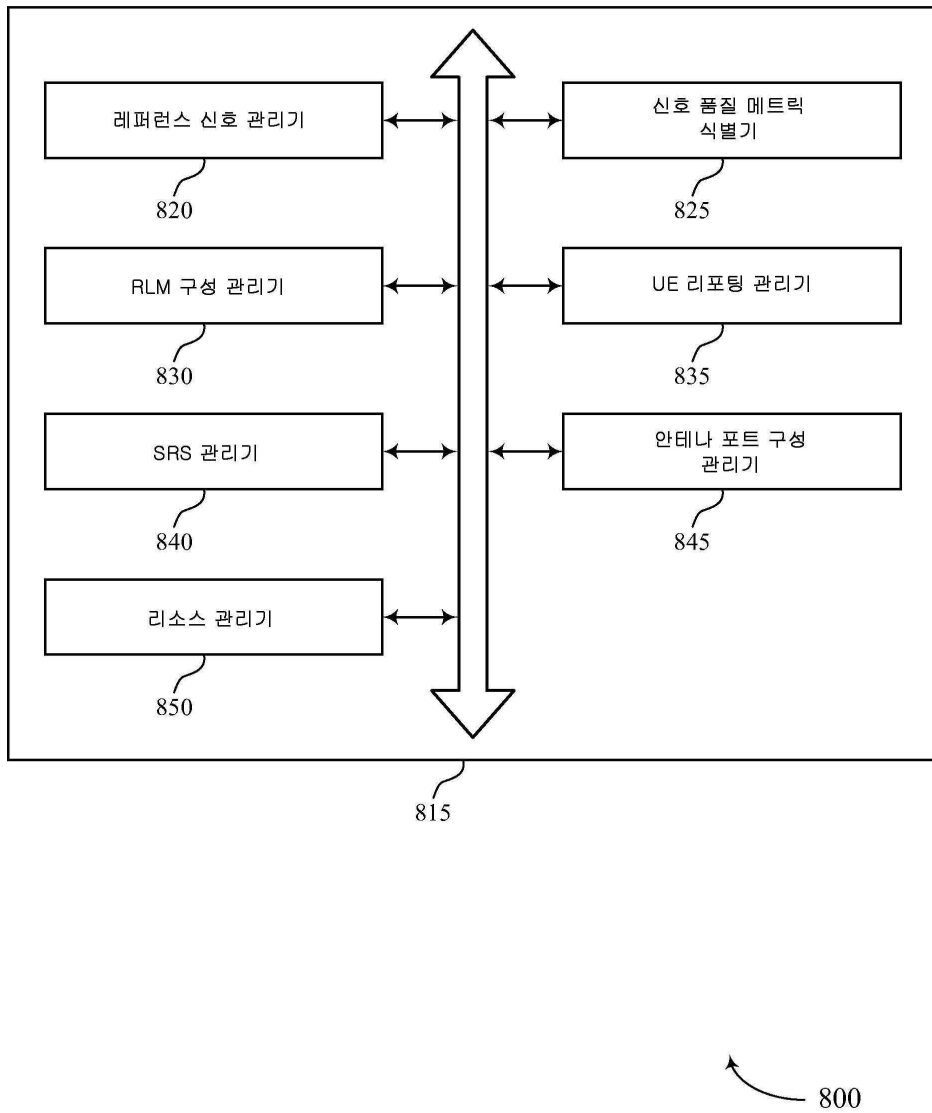 레퍼런스 신호 관리기
820
신호 품질 메트릭
식별기
825
RLM 구성 관리기
830
UE 리포팅 관리기
835
SRS 관리기
840
안테나 포트 구성
관리기
845
리소스 관리기
850
815
800